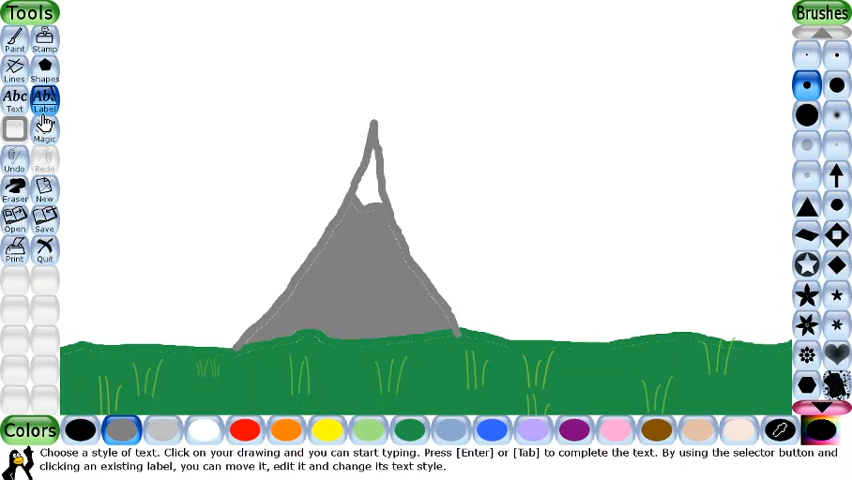 Tools
Brushes
Paint Stamp
Lines Shapes
Abc Abc
Text Label
Magic
Undo Redo
Eraser New
Open Save
Print Quit
Colors
Choose a style of text. Click on your drawing and you can start typing. Press [Enter] or [Tab] to complete the text. By using the selector button and
clicking an existing label, you can move it, edit it and change its text style.